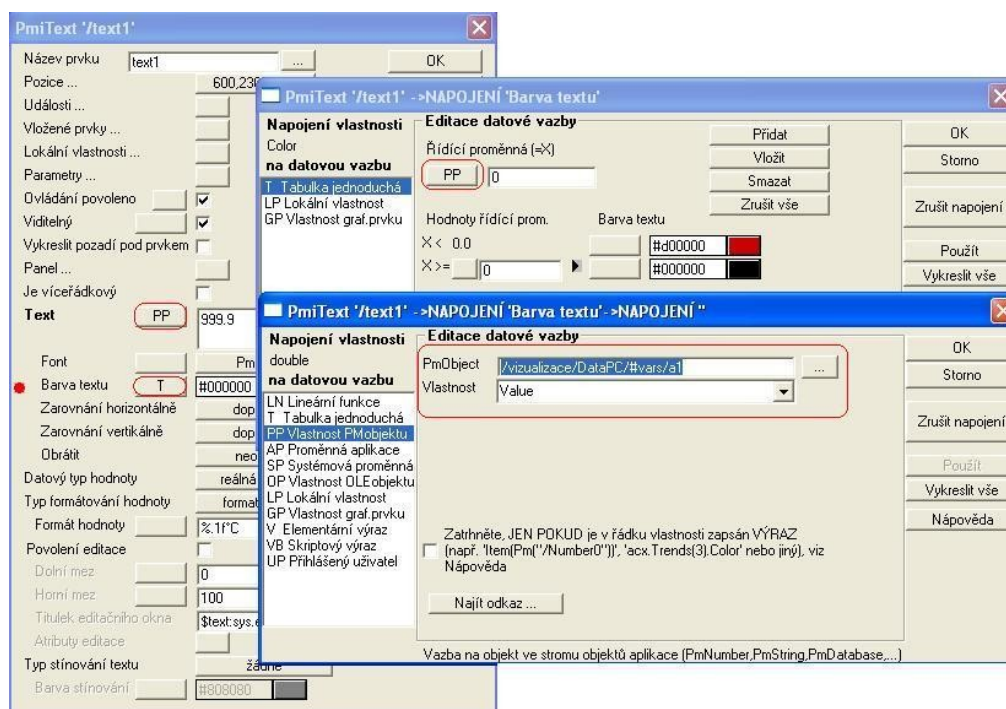 PmiText '/text1'
Název prvku text1 ... OK
Pozice ... 600,230
Události ...
Vložené prvky ...
Lokální vlastnosti ...
Parametry ...
Ovládání povoleno
Viditelný
Vykreslit pozadí pod prvkem
Panel ...
Je víceřádkový
Text PP 999.9
Font Pm
Barva textu T #000000
Zarovnání horizontálně dop
Zarovnání vertikálně dop
Obrátit neo
Datový typ hodnoty reálná
Typ formátování hodnoty format
Formát hodnoty %.1f°C
Povolení editace
Dolní mez 0
Horní mez 100
Titulek editačního okna $text:sys.e
Atributy editace
Typ stínování textu žádné
Barva stínování #808080
PmiText '/text1' ->NAPOJENÍ 'Barva textu'
Napojení vlastnosti
Color
na datovou vazbu
T Tabulka jednoduchá
LP Lokální vlastnost
GP Vlastnost graf.prvku
Editace datové vazby
Řídící proměnná (=X)
PP 0
Hodnoty řídící prom. Barva textu
X < 0.0 #d00000
X >= 0 #000000
Přidat
Vložit
Smazat
Zrušit vše
OK
Storno
Zrušit napojení
Použít
Vykreslit vše
PmiText '/text1' ->NAPOJENÍ 'Barva textu'->NAPOJENÍ ''
Napojení vlastnosti
double
na datovou vazbu
LN Lineární funkce
T Tabulka jednoduchá
PP Vlastnost PMobjektu
AP Proměnná aplikace
SP Systémová proměnná
OP Vlastnost OLEobjektu
LP Lokální vlastnost
GP Vlastnost graf.prvku
V Elementární výraz
VB Skriptový výraz
UP Přihlášený uživatel
Editace datové vazby
PmObject /vizualizace/DataPC/#vars/a1 ...
Vlastnost Value
Zatrhněte, JEN POKUD je v řádku vlastnosti zapsán VÝRAZ
(např. 'Item(Pm("/Number0"))', 'acx.Trends(3).Color' nebo jiný), viz
Nápověda
Najít odkaz ...
Vazba na objekt ve stromu objektů aplikace (PmNumber,PmString,PmDatabase,...)
OK
Storno
Zrušit napojení
Použít
Vykreslit vše
Nápověda